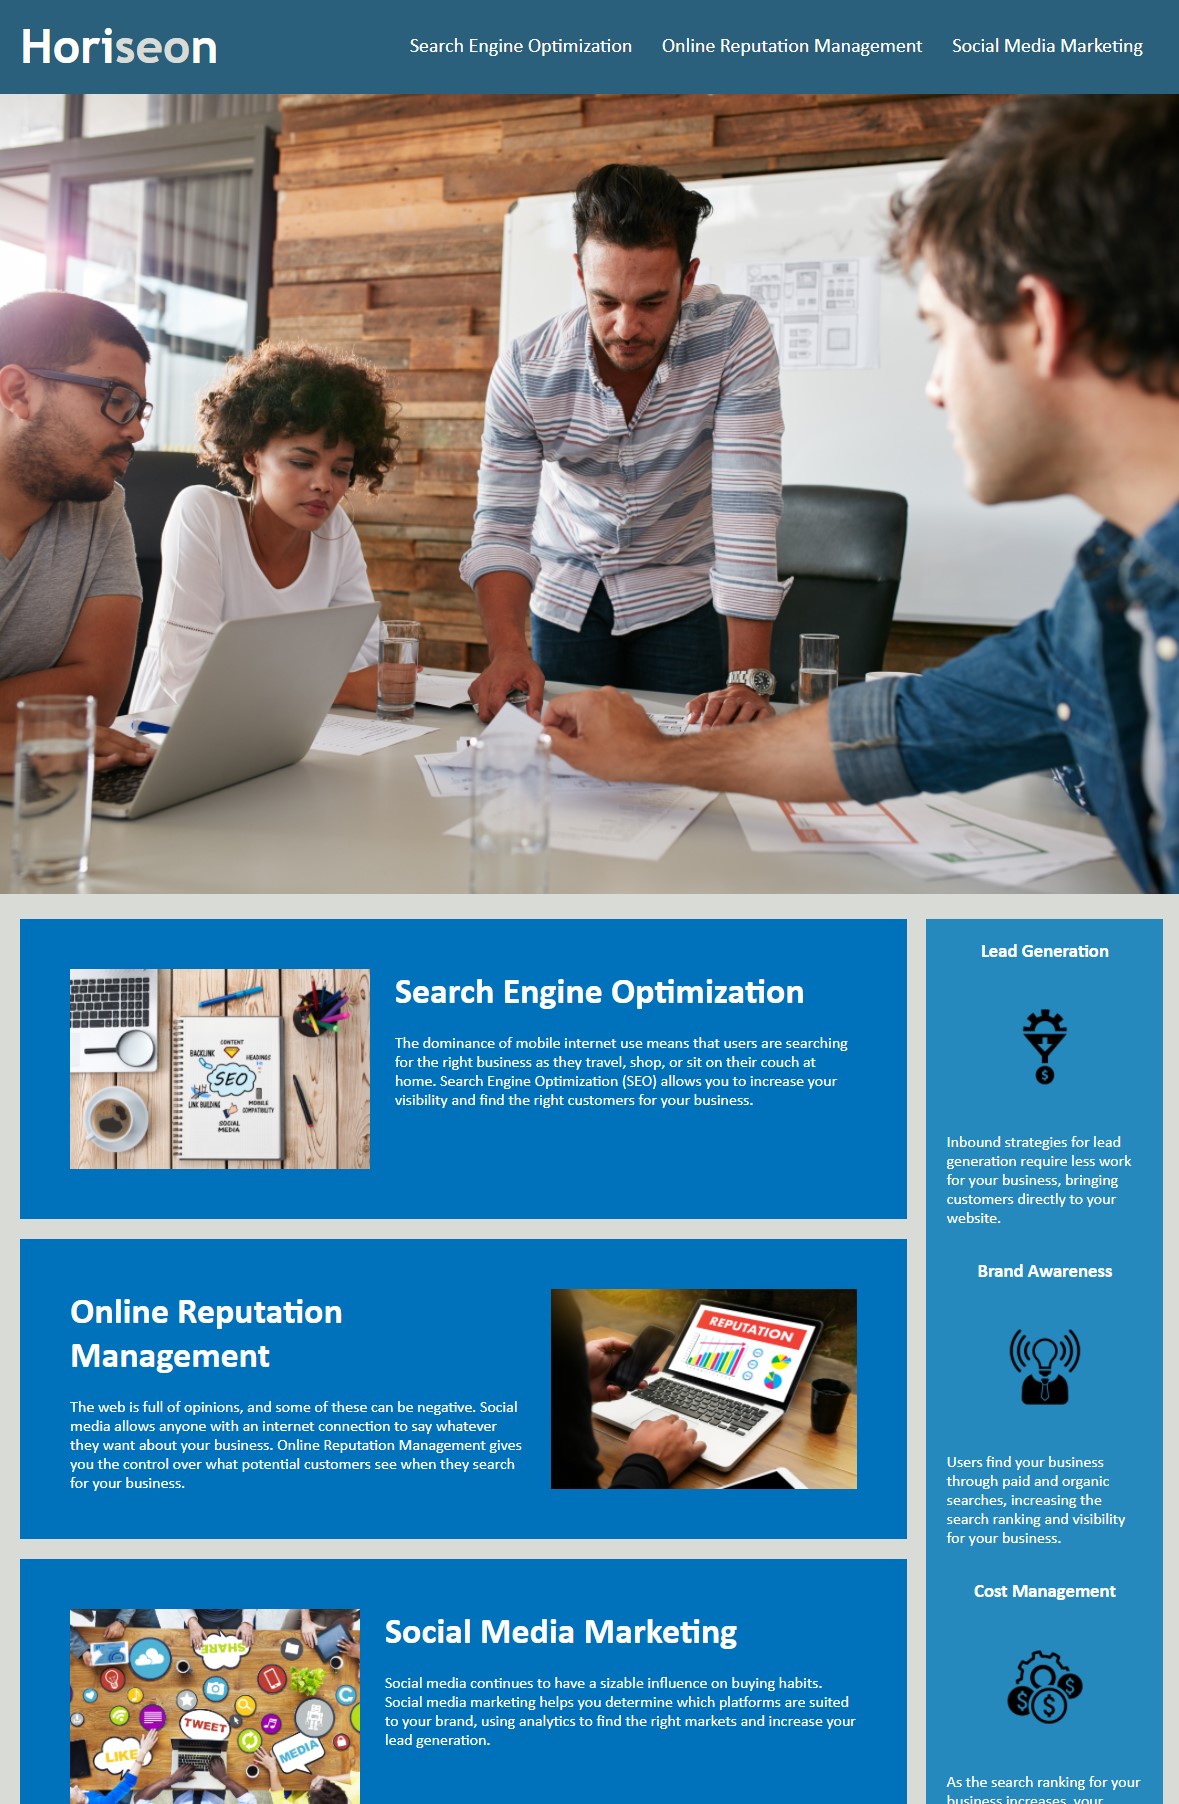 Horiseon
Search Engine Optimization
Online Reputation Management
Social Media Marketing
CONTENT
BACKLINK
HEADINGS
SEO
LINK BUILDING
MOBILE
COMPATIBILITY
SOCIAL
MEDIA
Search Engine Optimization
The dominance of mobile internet use means that users are searching
for the right business as they travel, shop, or sit on their couch at
home. Search Engine Optimization (SEO) allows you to increase your
visibility and find the right customers for your business.
Online Reputation
Management
The web is full of opinions, and some of these can be negative. Social
media allows anyone with an internet connection to say whatever
they want about your business. Online Reputation Management gives
you the control over what potential customers see when they search
for your business.
REPUTATION
SHARE
TWEET
LIKE
MEDIA
Social Media Marketing
Social media continues to have a sizable influence on buying habits.
Social media marketing helps you determine which platforms are suited
to your brand, using analytics to find the right markets and increase your
lead generation.
Lead Generation
$
Inbound strategies for lead
generation require less work
for your business, bringing
customers directly to your
website.
Brand Awareness
Users find your business
through paid and organic
searches, increasing the
search ranking and visibility
for your business.
Cost Management
$ $ $
As the search ranking for your
business increases, your